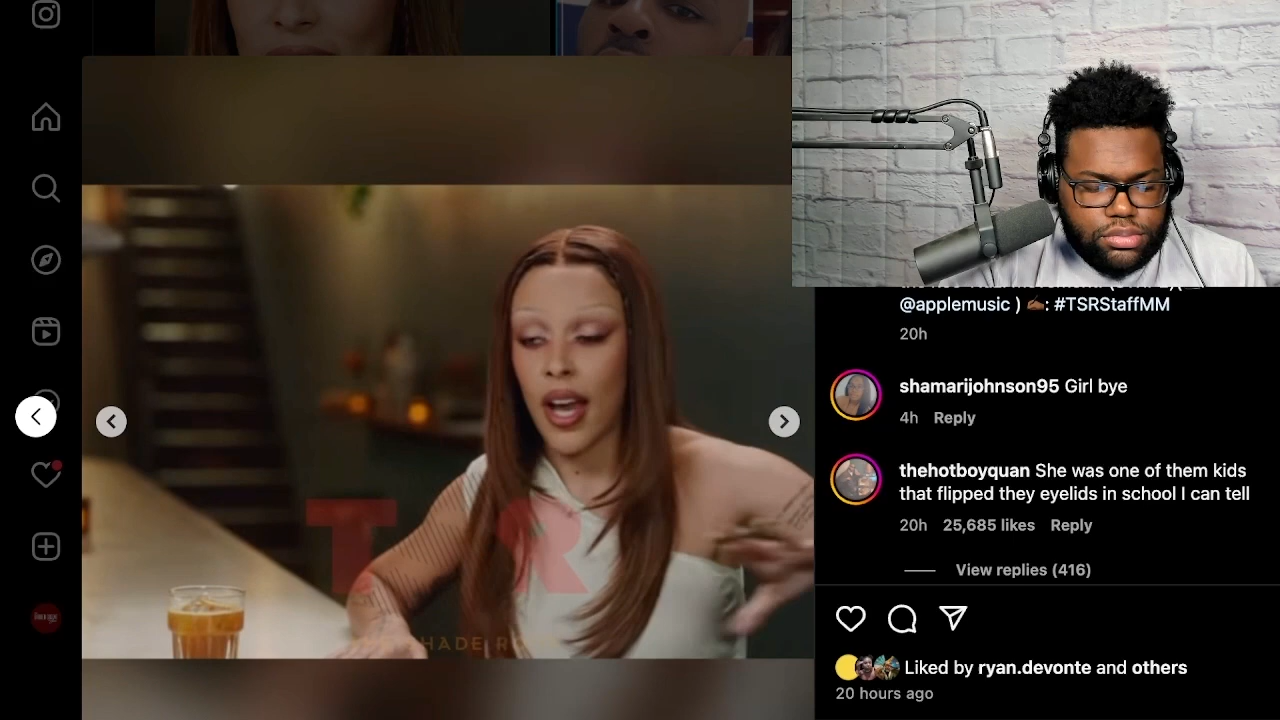 @applemusic ) ✍🏾: #TSRStaffMM
20h
shamarijohnson95 Girl bye
4h Reply
thehotboyquan She was one of them kids
that flipped they eyelids in school I can tell
20h 25,685 likes Reply
View replies (416)
T S R
Liked by ryan.devonte and others
20 hours ago